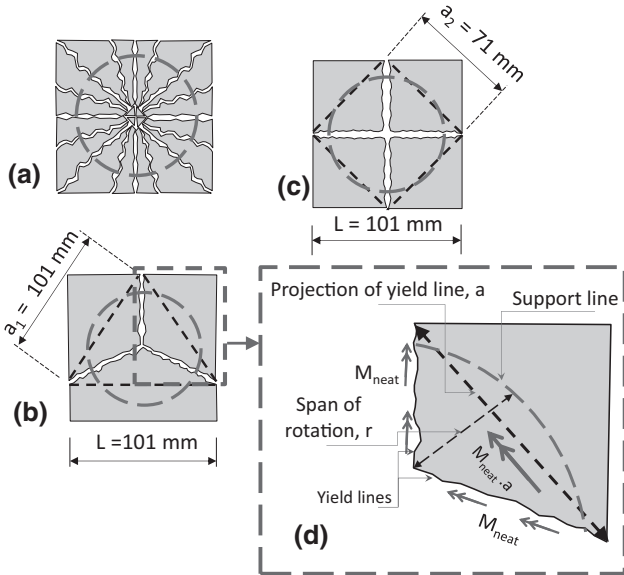 (a)
a₂ = 71 mm
(c)
L = 101 mm
a₁ = 101 mm
(b)
L =101 mm
Projection of yield line, a
Support line
Mneat
Span of
rotation, r
Mneat.a
Yield lines
Mneat
(d)